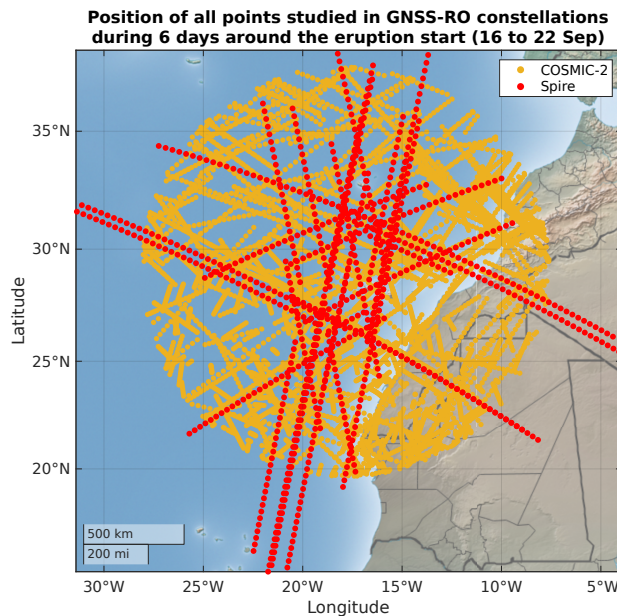 Position of all points studied in GNSS-RO constellations
during 6 days around the eruption start (16 to 22 Sep)
COSMIC-2
Spire
35°N
30°N
25°N
20°N
Latitude
500 km
200 mi
30°W 25°W 20°W 15°W 10°W 5°W
Longitude